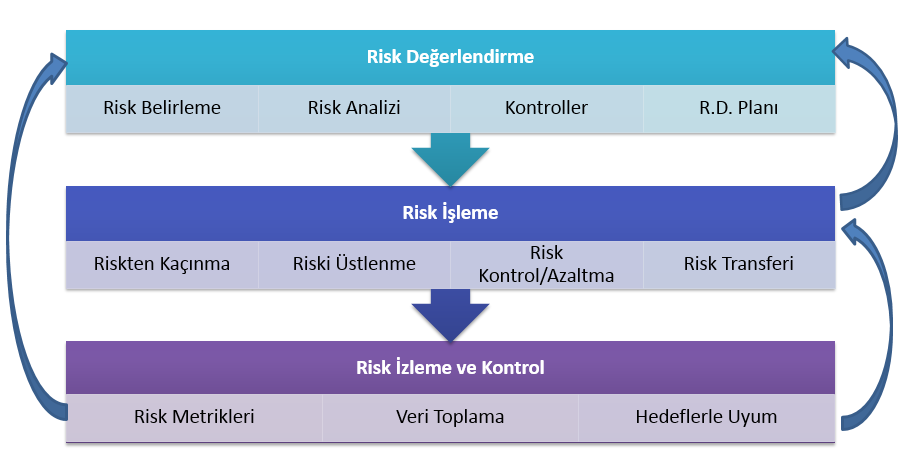 Risk Değerlendirme
Risk Belirleme
Risk Analizi
Kontroller
R.D. Planı
Risk İşleme
Riskten Kaçınma
Riski Üstlenme
Risk
Kontrol/Azaltma
Risk Transferi
Risk İzleme ve Kontrol
Risk Metrikleri
Veri Toplama
Hedeflerle Uyum